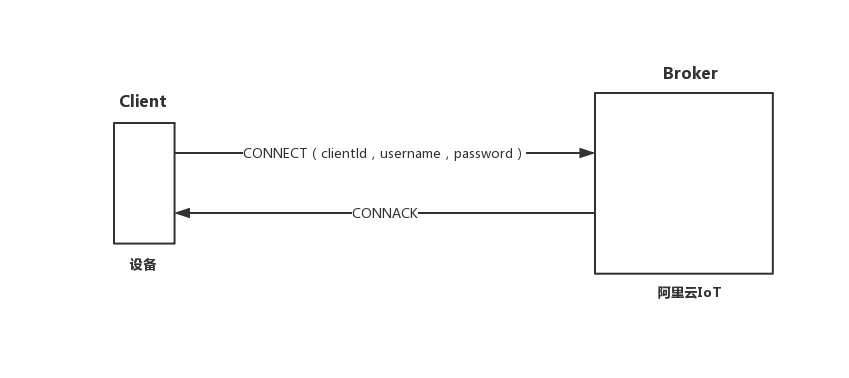 Broker
Client
CONNECT（clientId，username，password）
CONNACK
设备
阿里云IoT